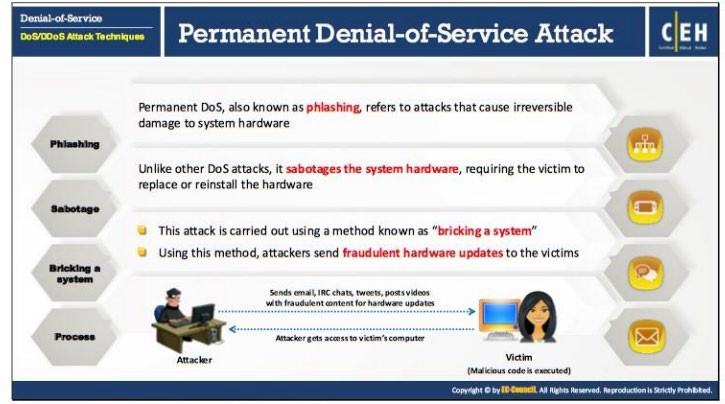 Denial-of-Service
DoS/DDoS Attack Techniques
Permanent Denial-of-Service Attack
C|EH
Phlashing
Permanent DoS, also known as phlashing, refers to attacks that cause irreversible
damage to system hardware
Sabotage
Unlike other DoS attacks, it sabotages the system hardware, requiring the victim to
replace or reinstall the hardware
Bricking a
system
This attack is carried out using a method known as “bricking a system”
Using this method, attackers send fraudulent hardware updates to the victims
Process
Sends email, IRC chats, tweets, posts videos
with fraudulent content for hardware updates
Attacker gets access to victim's computer
Attacker
Victim
(Malicious code is executed)
Copyright © by EC-Council. All Rights Reserved. Reproduction is Strictly Prohibited.